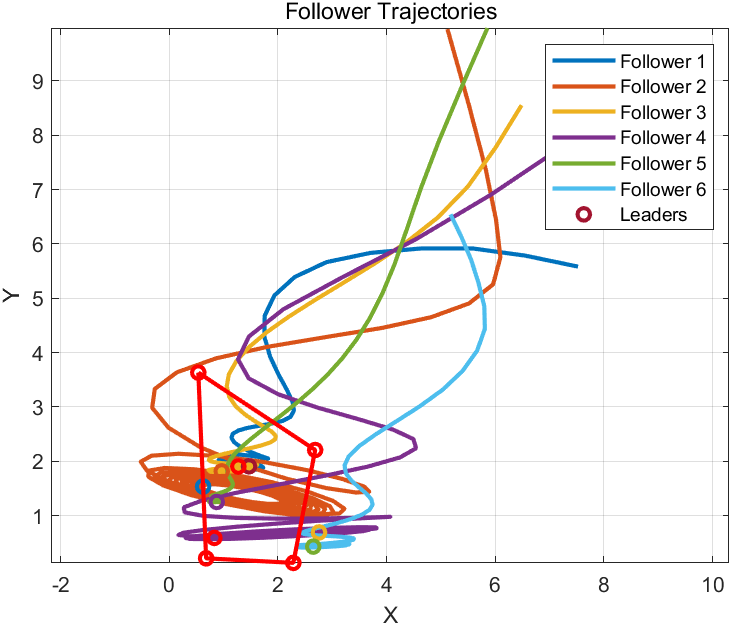 Follower Trajectories
Follower 1
Follower 2
Follower 3
Follower 4
Follower 5
Follower 6
Leaders
9
8
7
6
5
4
3
2
1
Y
-2
0
2
4
6
8
10
X